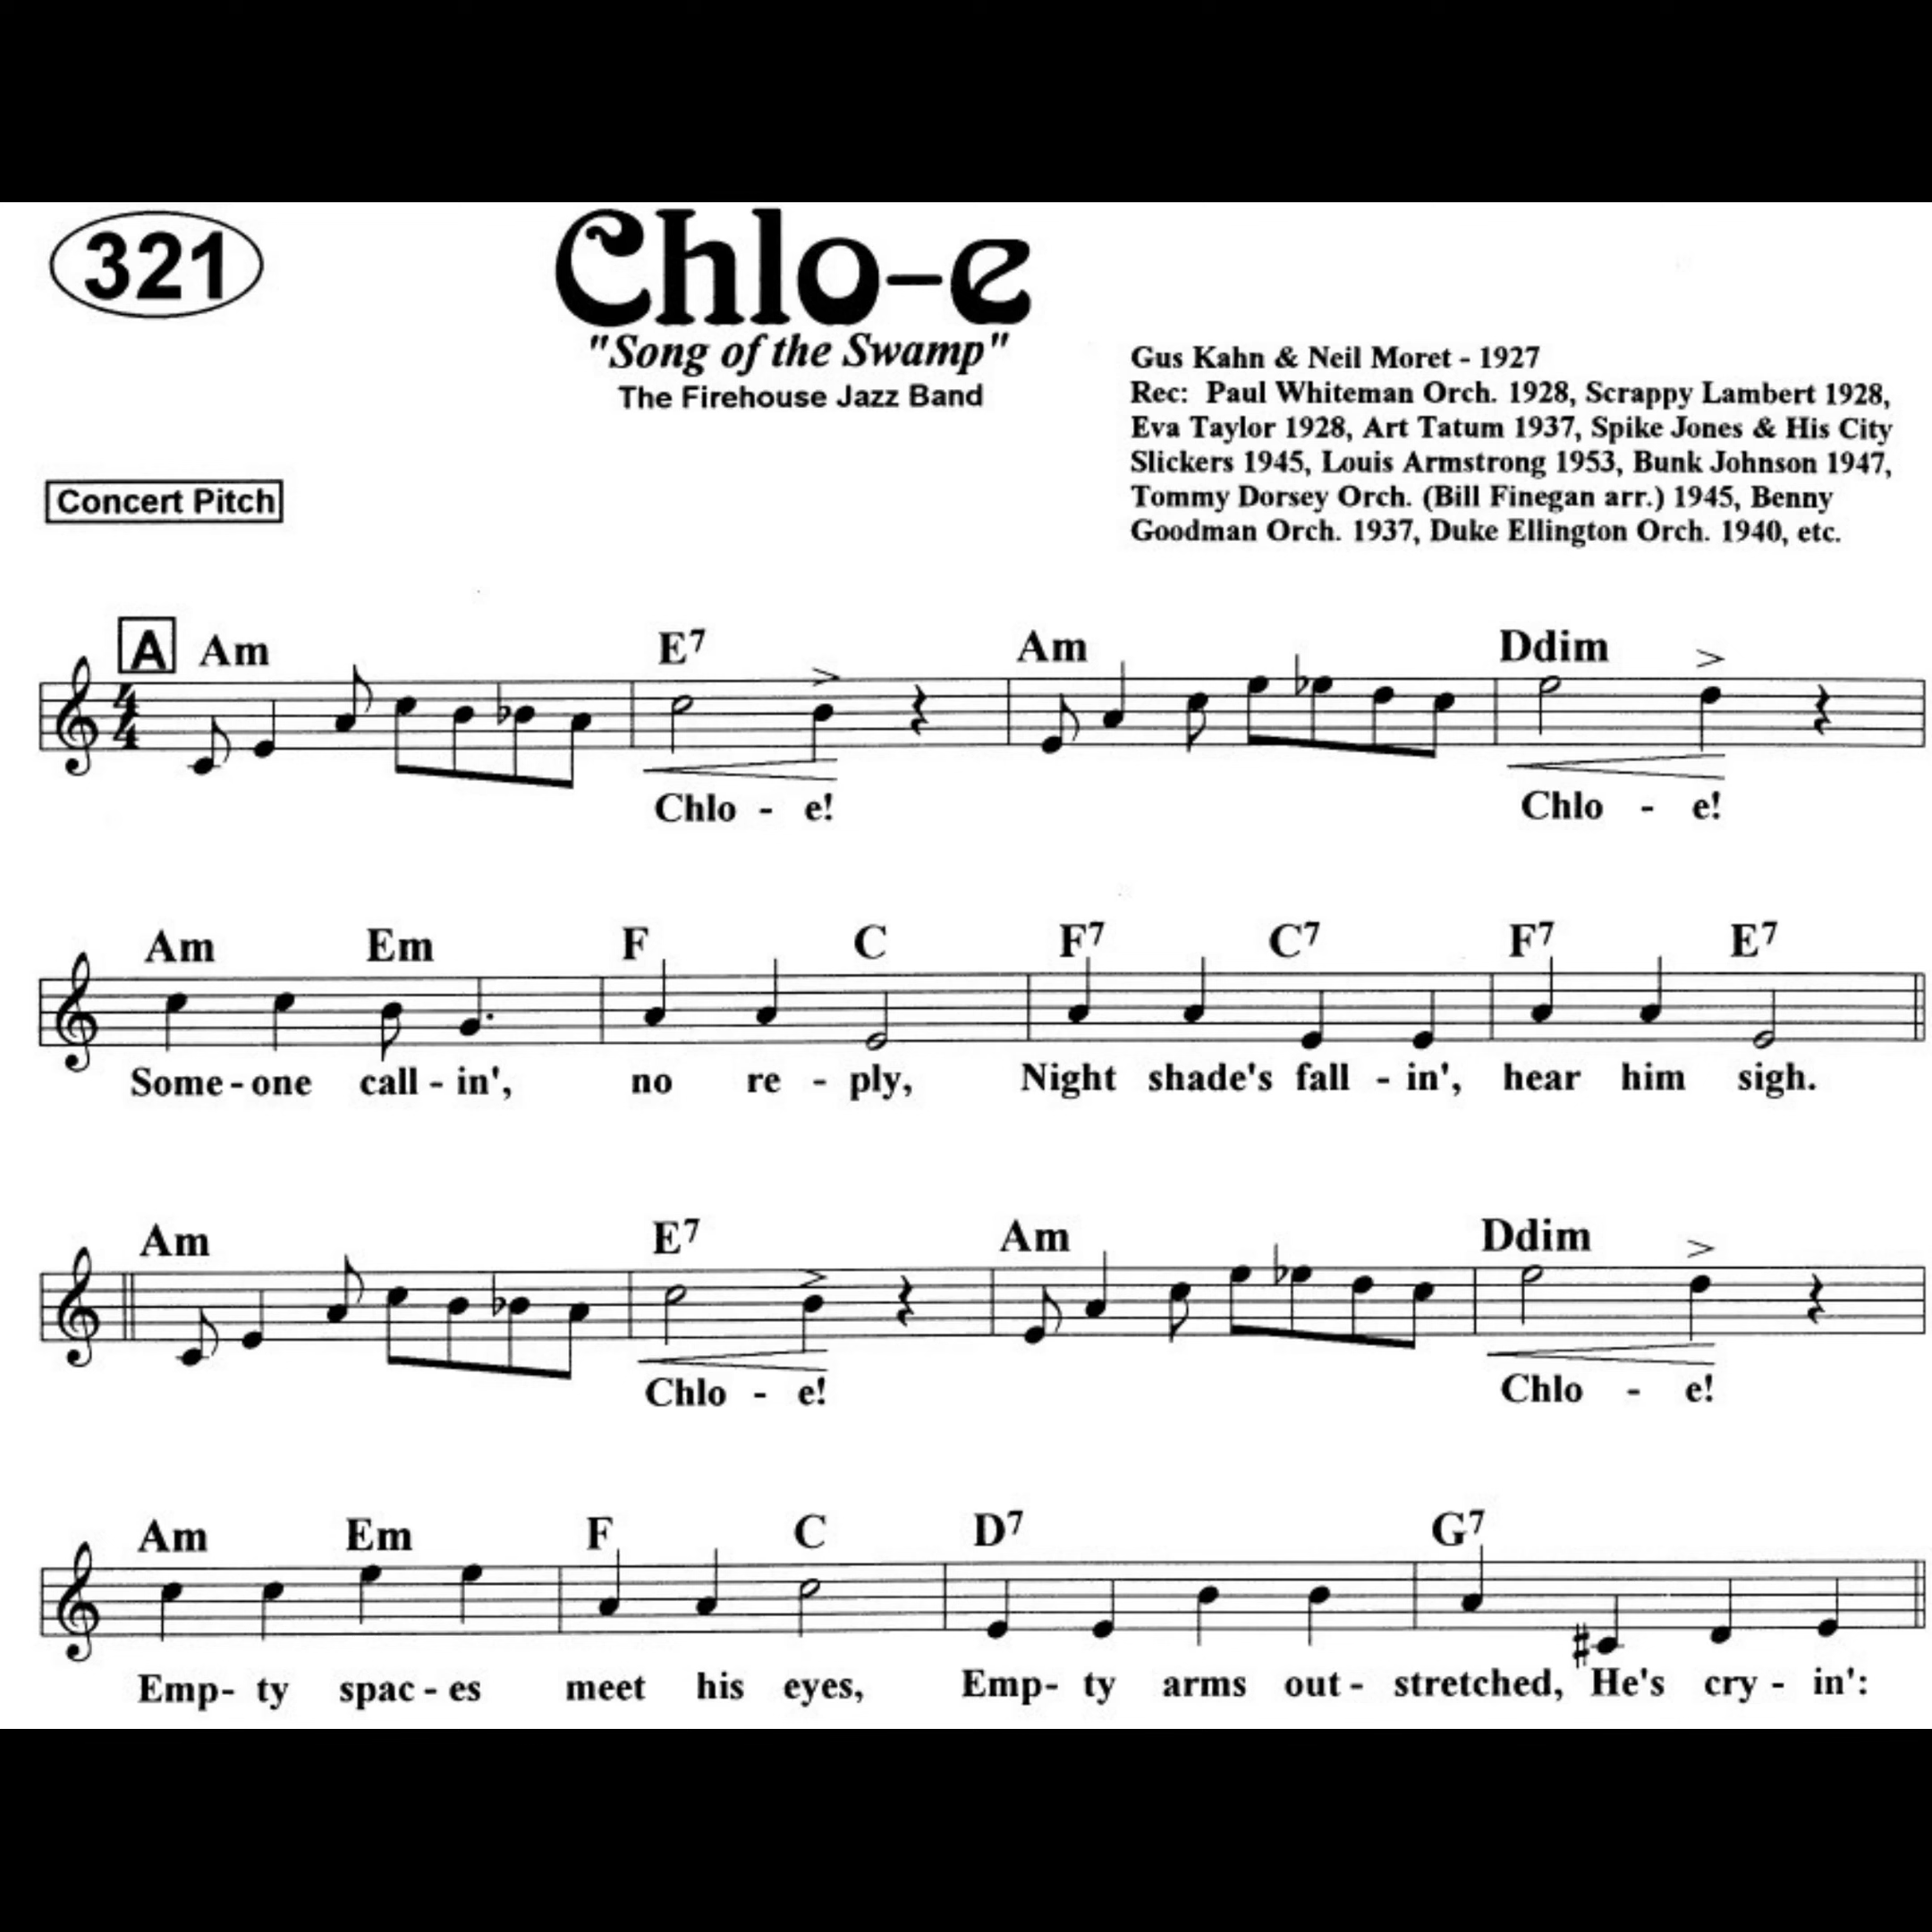 321
Chlo-e
"Song of the Swamp"
The Firehouse Jazz Band
Gus Kahn & Neil Moret - 1927
Rec: Paul Whiteman Orch. 1928, Scrappy Lambert 1928,
Eva Taylor 1928, Art Tatum 1937, Spike Jones & His City
Slickers 1945, Louis Armstrong 1953, Bunk Johnson 1947,
Tommy Dorsey Orch. (Bill Finegan arr.) 1945, Benny
Goodman Orch. 1937, Duke Ellington Orch. 1940, etc.
Concert Pitch
A Am E7 Am Ddim
4/4
Chlo - e! Chlo - e!
Am Em F C F7 C7 F7 E7
Some - one call - in', no re - ply, Night shade's fall - in', hear him sigh.
Am E7 Am Ddim
Chlo - e! Chlo - e!
Am Em F C D7 G7
Emp- ty spac - es meet his eyes, Emp- ty arms out - stretched, He's cry - in':